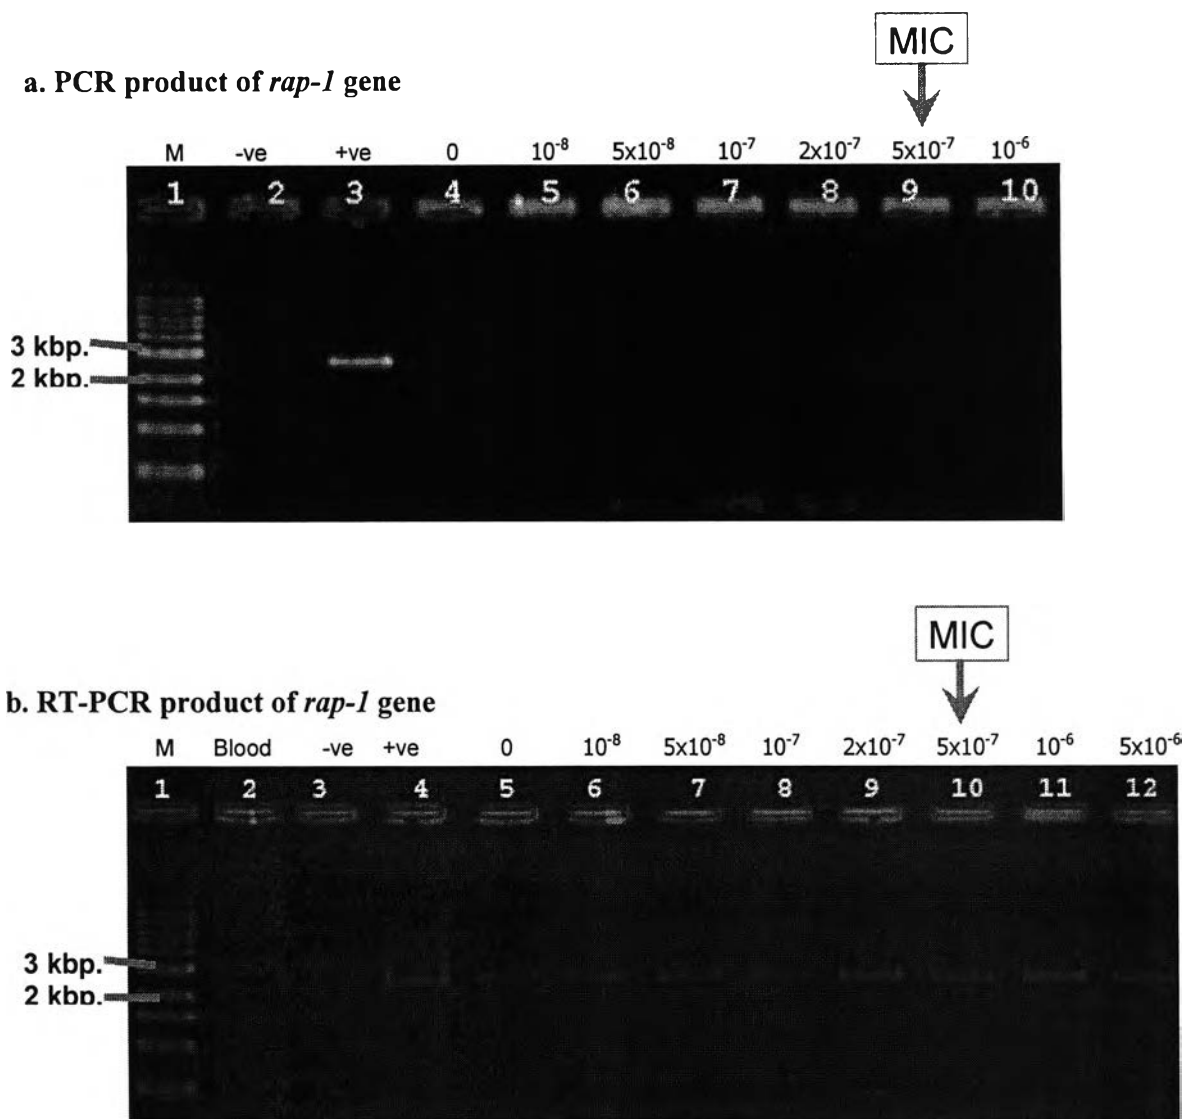 MIC
a. PCR product of rap-1 gene
M -ve +ve 0 10⁻⁸ 5x10⁻⁸ 10⁻⁷ 2x10⁻⁷ 5x10⁻⁷ 10⁻⁶
1 2 3 4 5 6 7 8 9 10
3 kbp.
2 kbp.
MIC
b. RT-PCR product of rap-1 gene
M Blood -ve +ve 0 10⁻⁸ 5x10⁻⁸ 10⁻⁷ 2x10⁻⁷ 5x10⁻⁷ 10⁻⁶ 5x10⁻⁶
1 2 3 4 5 6 7 8 9 10 11 12
3 kbp.
2 kbp.